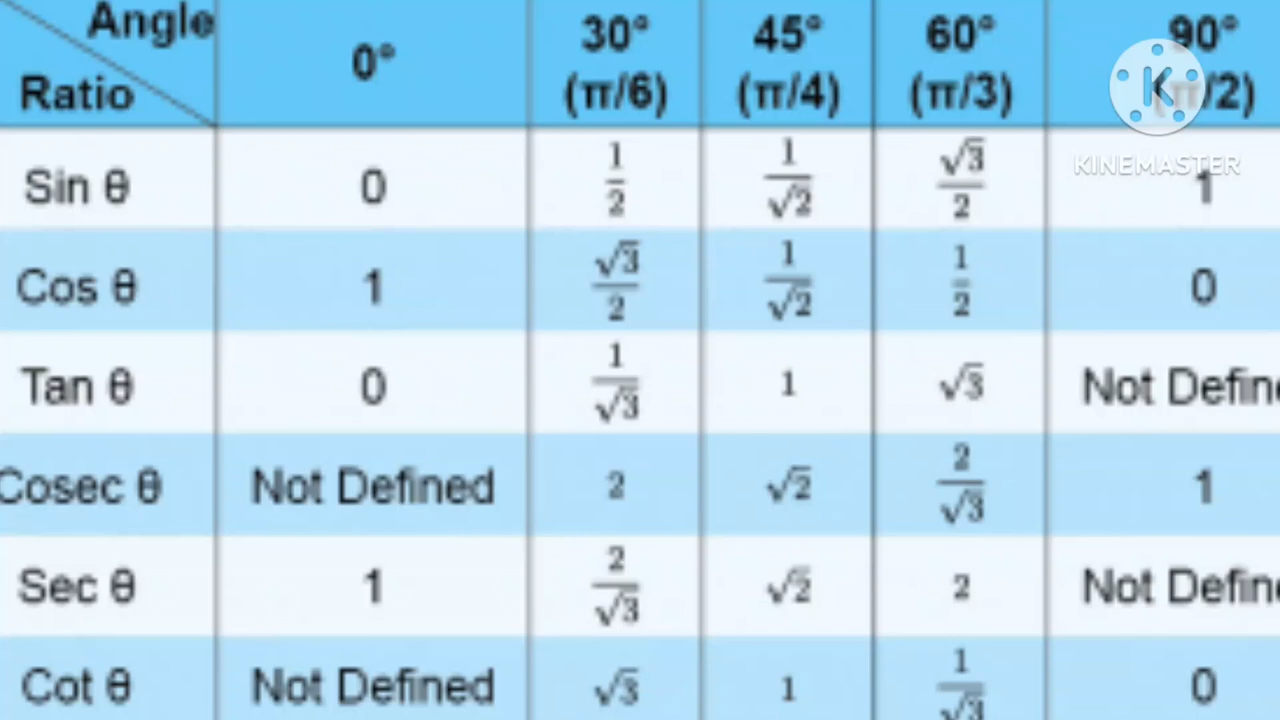 Angle
Ratio 0° 30° (π/6) 45° (π/4) 60° (π/3) 90° (π/2)
KINEMASTER
Sin θ 0 1/2 1/√2 √3/2 1
Cos θ 1 √3/2 1/√2 1/2 0
Tan θ 0 1/√3 1 √3 Not Define
Cosec θ Not Defined 2 √2 2/√3 1
Sec θ 1 2/√3 √2 2 Not Define
Cot θ Not Defined √3 1 1/√3 0